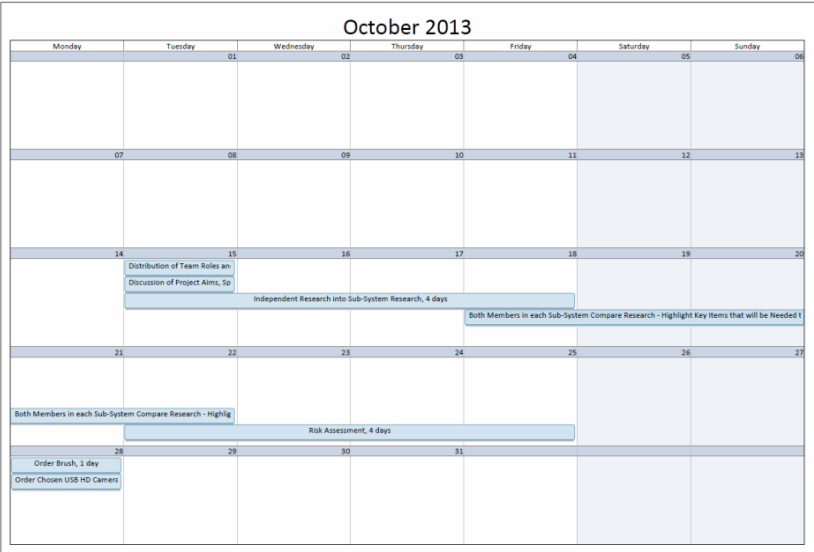 October 2013
Monday Tuesday Wednesday Thursday Friday Saturday Sunday
01 02 03 04 05 06
07 08 09 10 11 12 13
14 15 16 17 18 19 20
Distribution of Team Roles an
Discussion of Project Aims, Sp
Independent Research into Sub-System Research, 4 days
Both Members in each Sub-System Compare Research - Highlight Key Items that will be Needed t
21 22 23 24 25 26 27
Both Members in each Sub-System Compare Research - Highlig
Risk Assessment, 4 days
28 29 30 31
Order Brush, 1 day
Order Chosen USB HD Camera